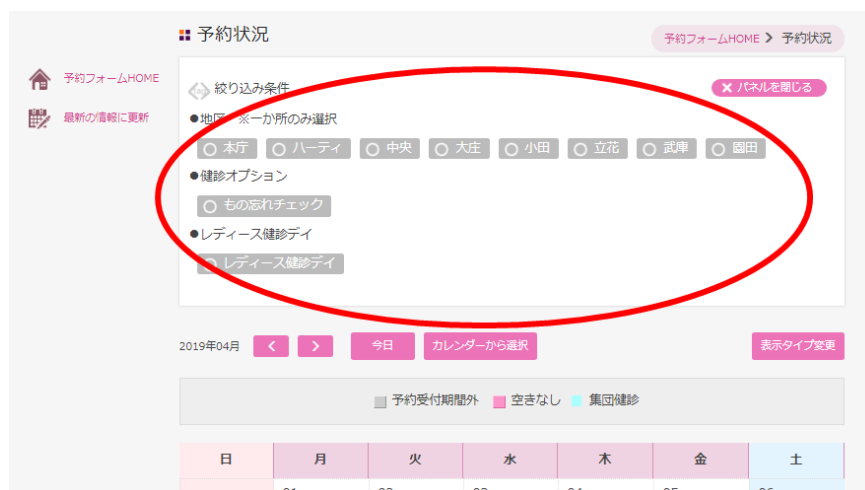 予約状況
予約フォームHOME > 予約状況
予約フォームHOME
最新の情報に更新
絞り込み条件
× パネルを閉じる
●地区 ※一か所のみ選択
本庁 ハーティ 中央 大庄 小田 立花 武庫 園田
●健診オプション
もの忘れチェック
●レディース健診デイ
レディース健診デイ
2019年04月 < > 今日 カレンダーから選択 表示タイプ変更
予約受付期間外 空きなし 集団健診
日 月 火 水 木 金 土